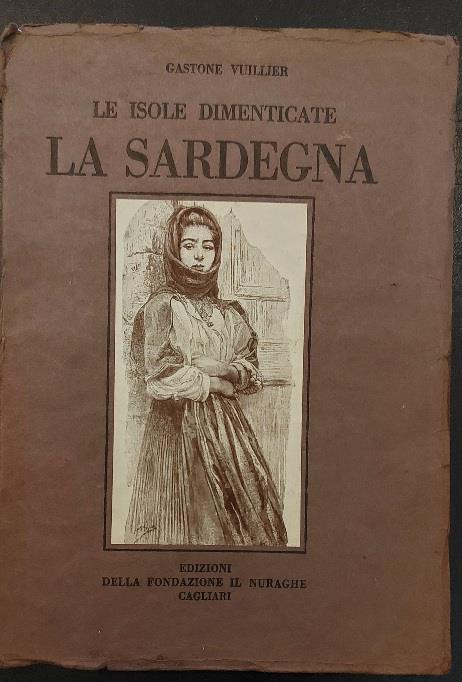 GASTONE VUILLIER
LE ISOLE DIMENTICATE
LA SARDEGNA
EDIZIONI
DELLA FONDAZIONE IL NURAGHE
CAGLIARI